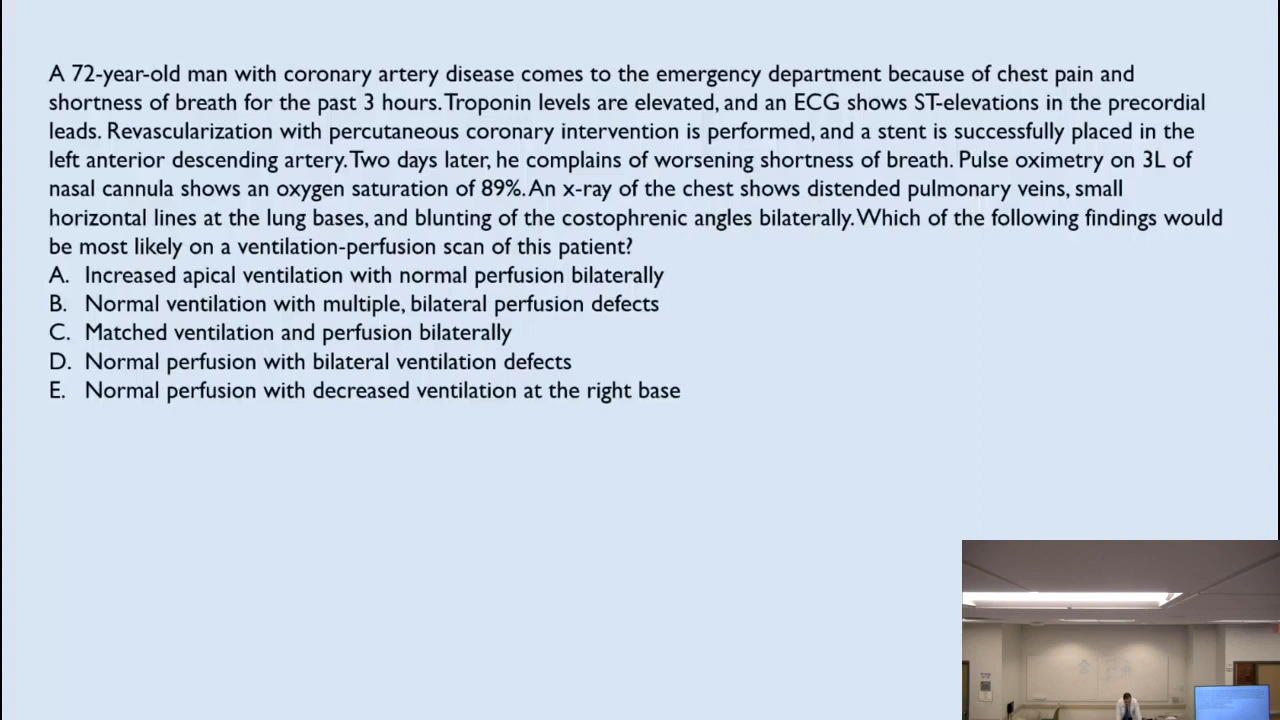 A 72-year-old man with coronary artery disease comes to the emergency department because of chest pain and
shortness of breath for the past 3 hours. Troponin levels are elevated, and an ECG shows ST-elevations in the precordial
leads. Revascularization with percutaneous coronary intervention is performed, and a stent is successfully placed in the
left anterior descending artery. Two days later, he complains of worsening shortness of breath. Pulse oximetry on 3L of
nasal cannula shows an oxygen saturation of 89%. An x-ray of the chest shows distended pulmonary veins, small
horizontal lines at the lung bases, and blunting of the costophrenic angles bilaterally. Which of the following findings would
be most likely on a ventilation-perfusion scan of this patient?
A. Increased apical ventilation with normal perfusion bilaterally
B. Normal ventilation with multiple, bilateral perfusion defects
C. Matched ventilation and perfusion bilaterally
D. Normal perfusion with bilateral ventilation defects
E. Normal perfusion with decreased ventilation at the right base